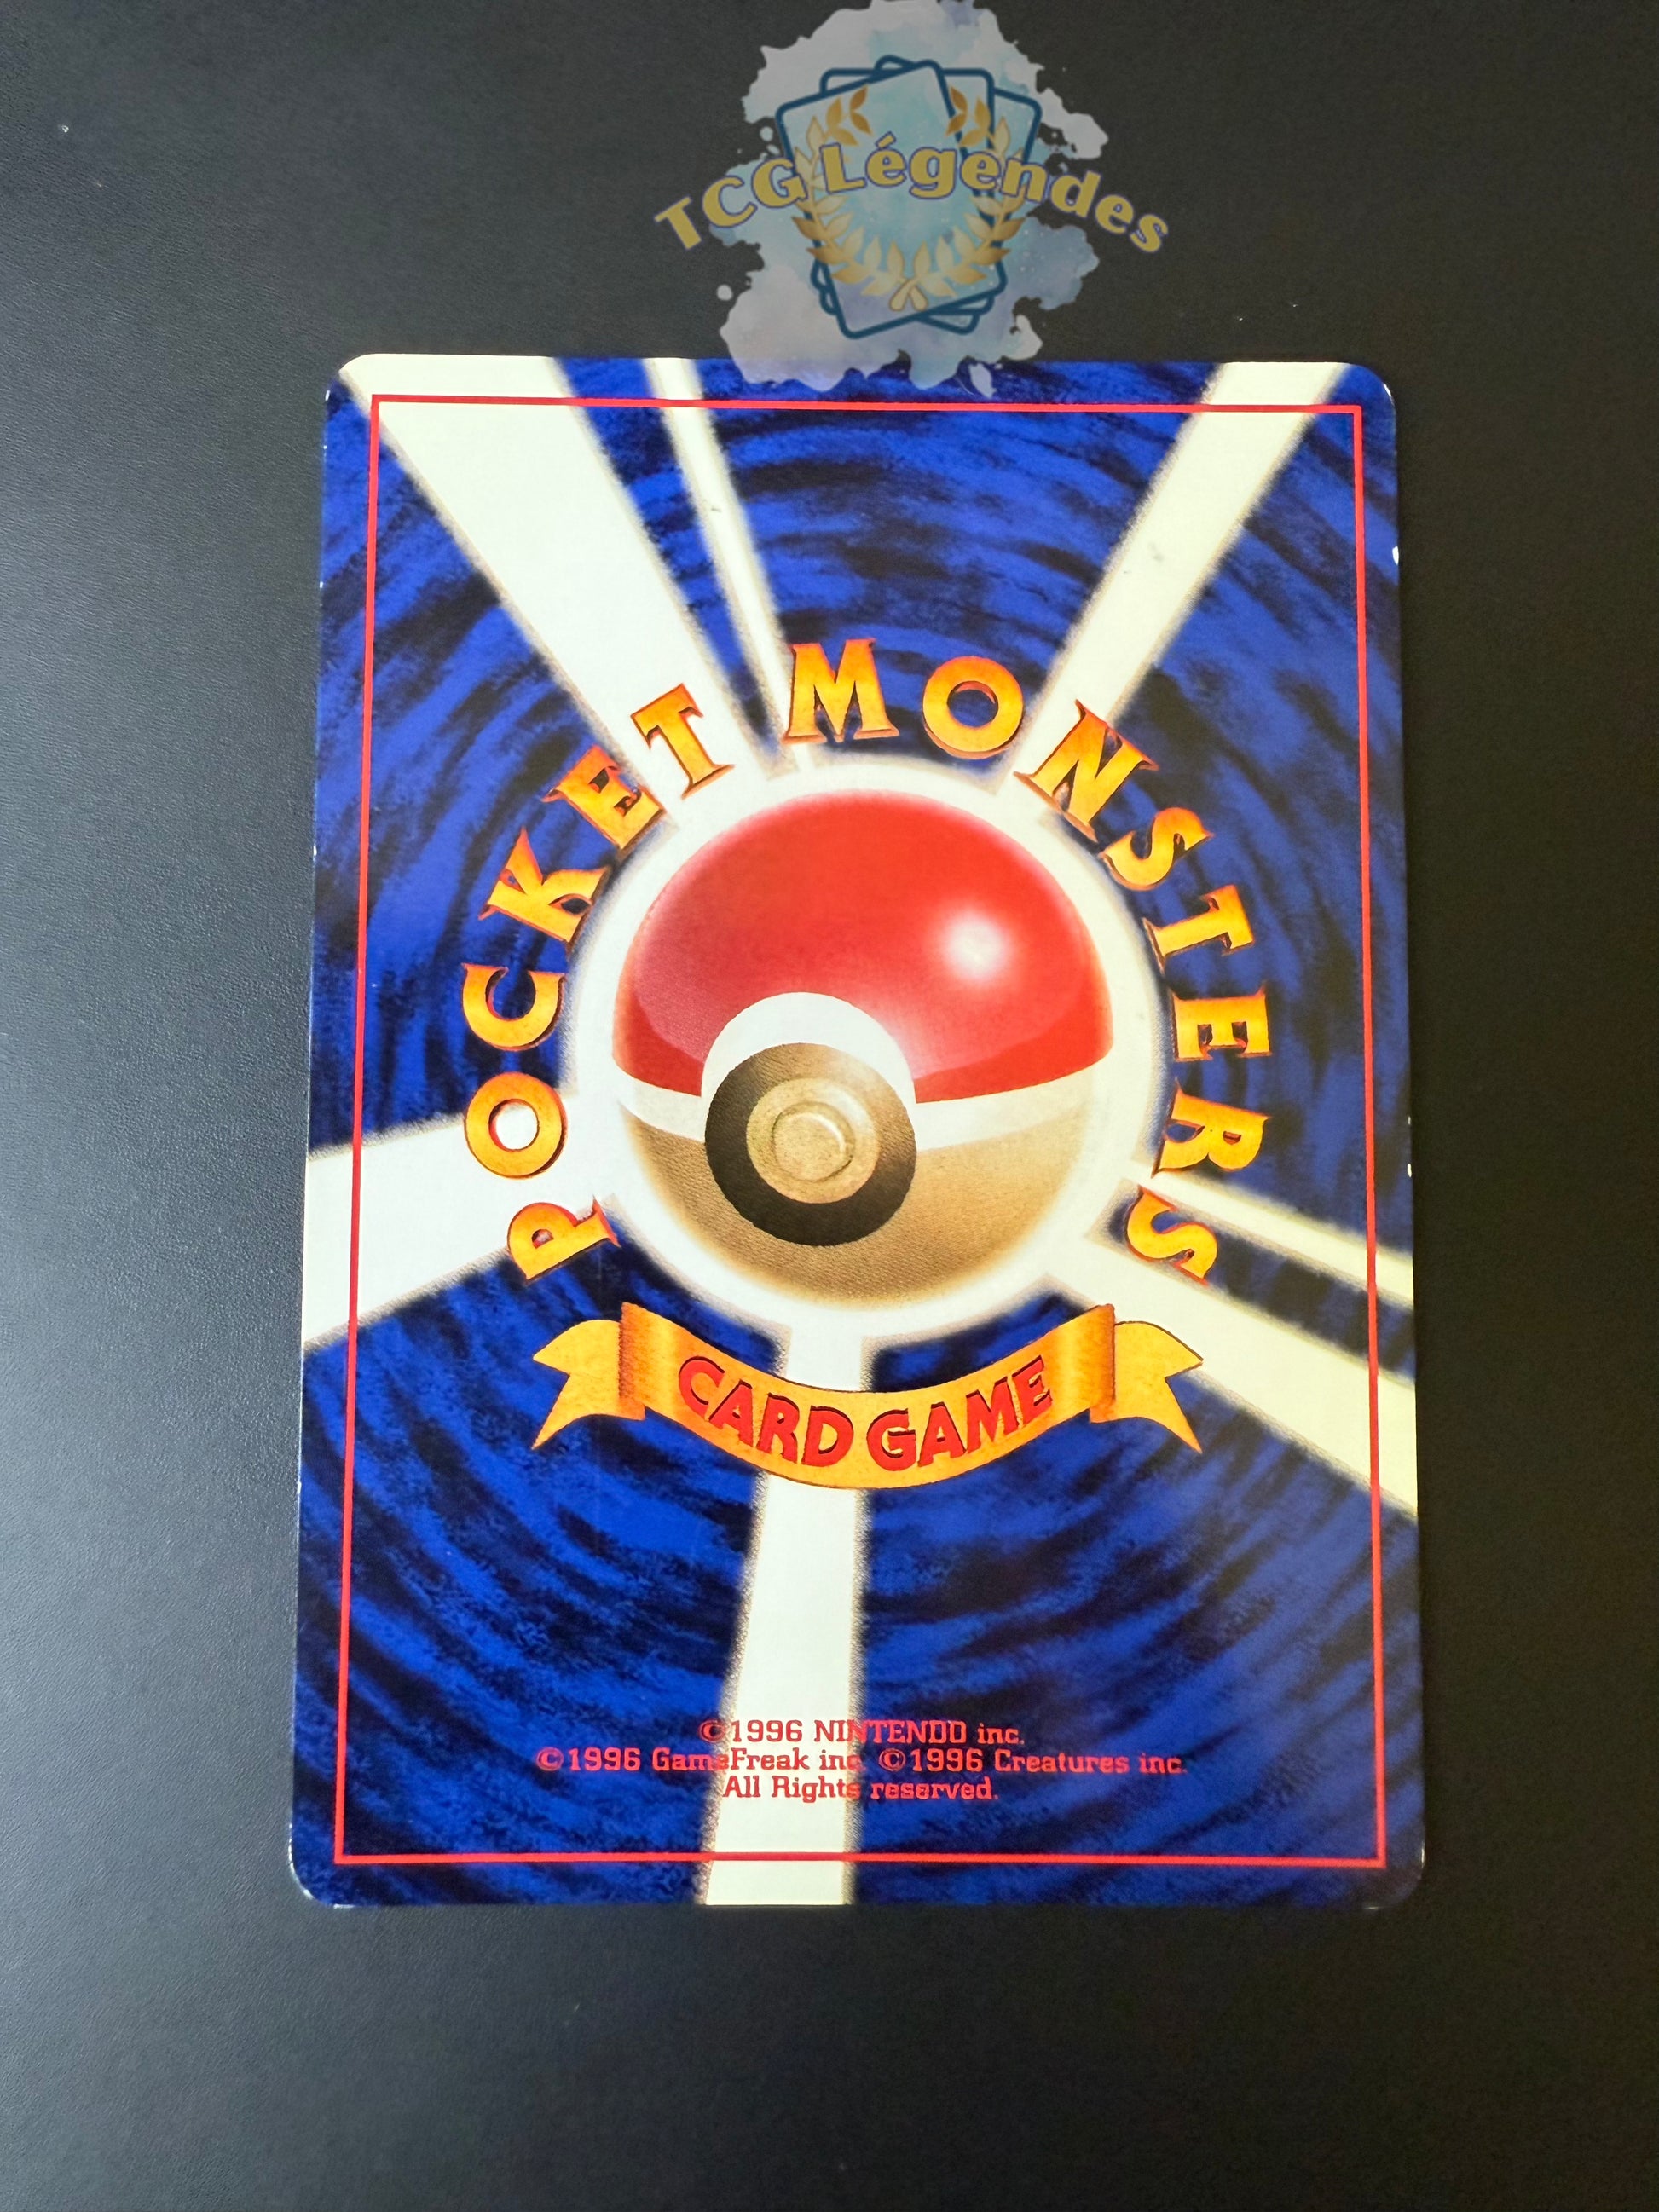 TCG Légendes
POCKET MONSTERS
CARD GAME
©1996 NINTENDO inc.
©1996 GameFreak inc. ©1996 Creatures inc.
All Rights reserved.